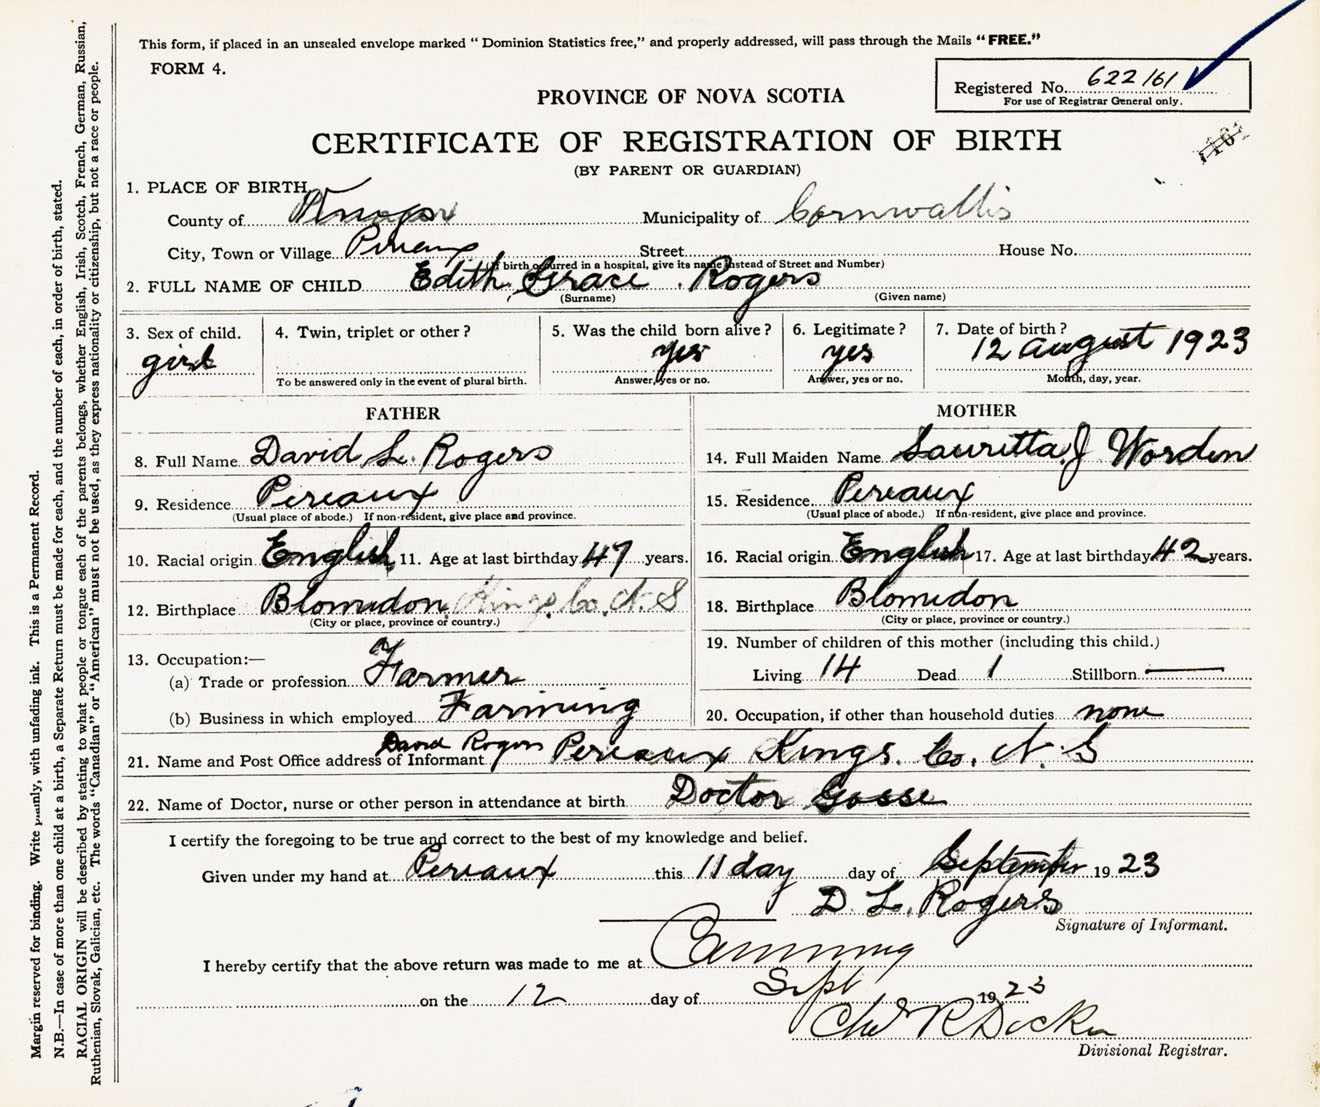 This form, if placed in an unsealed envelope marked “ Dominion Statistics free,” and properly addressed, will pass through the Mails “FREE.”
FORM 4.
Registered No. 622161
For use of Registrar General only.
PROVINCE OF NOVA SCOTIA
CERTIFICATE OF REGISTRATION OF BIRTH
(BY PARENT OR GUARDIAN)
1. PLACE OF BIRTH
County of Kings Municipality of Cornwallis
City, Town or Village Pereaux Street House No.
(If birth occurred in a hospital, give its name instead of Street and Number)
2. FULL NAME OF CHILD Edith Grace Rogers
(Surname) (Given name)
3. Sex of child. 4. Twin, triplet or other ? 5. Was the child born alive ? 6. Legitimate ? 7. Date of birth ?
girl yes yes 12 august 1923
To be answered only in the event of plural birth. Answer, yes or no. Answer, yes or no. Month, day, year.
FATHER
8. Full Name David L. Rogers
9. Residence Pereaux
(Usual place of abode.) If non-resident, give place and province.
10. Racial origin English 11. Age at last birthday 47 years.
12. Birthplace Blomidon Kings Co. N. S
(City or place, province or country.)
13. Occupation:—
(a) Trade or profession Farmer
(b) Business in which employed Farming
MOTHER
14. Full Maiden Name Lauritta J Worden
15. Residence Pereaux
(Usual place of abode.) If non-resident, give place and province.
16. Racial origin English 17. Age at last birthday 42 years.
18. Birthplace Blomidon
(City or place, province or country.)
19. Number of children of this mother (including this child.)
Living 14 Dead 1 Stillborn —
20. Occupation, if other than household duties none
21. Name and Post Office address of Informant David Rogers Pereaux Kings. Co. N. S
22. Name of Doctor, nurse or other person in attendance at birth Doctor Gosse
I certify the foregoing to be true and correct to the best of my knowledge and belief.
Given under my hand at Pereaux this 11 day day of September 1923
D. L. Rogers
Signature of Informant.
I hereby certify that the above return was made to me at Canning
on the 12 day of Sept 1923
Chas R Docken
Divisional Registrar.
Margin reserved for binding. Write plainly, with unfading ink. This is a Permanent Record.
N.B.—In case of more than one child at a birth, a Separate Return must be made for each, and the number of each, in order of birth, stated.
RACIAL ORIGIN will be described by stating to what people or tongue each of the parents belongs, whether English, Irish, Scotch, French, German, Russian,
Ruthenian, Slovak, Galician, etc. The words “Canadian” or “American” must not be used, as they express nationality or citizenship, but not a race or people.